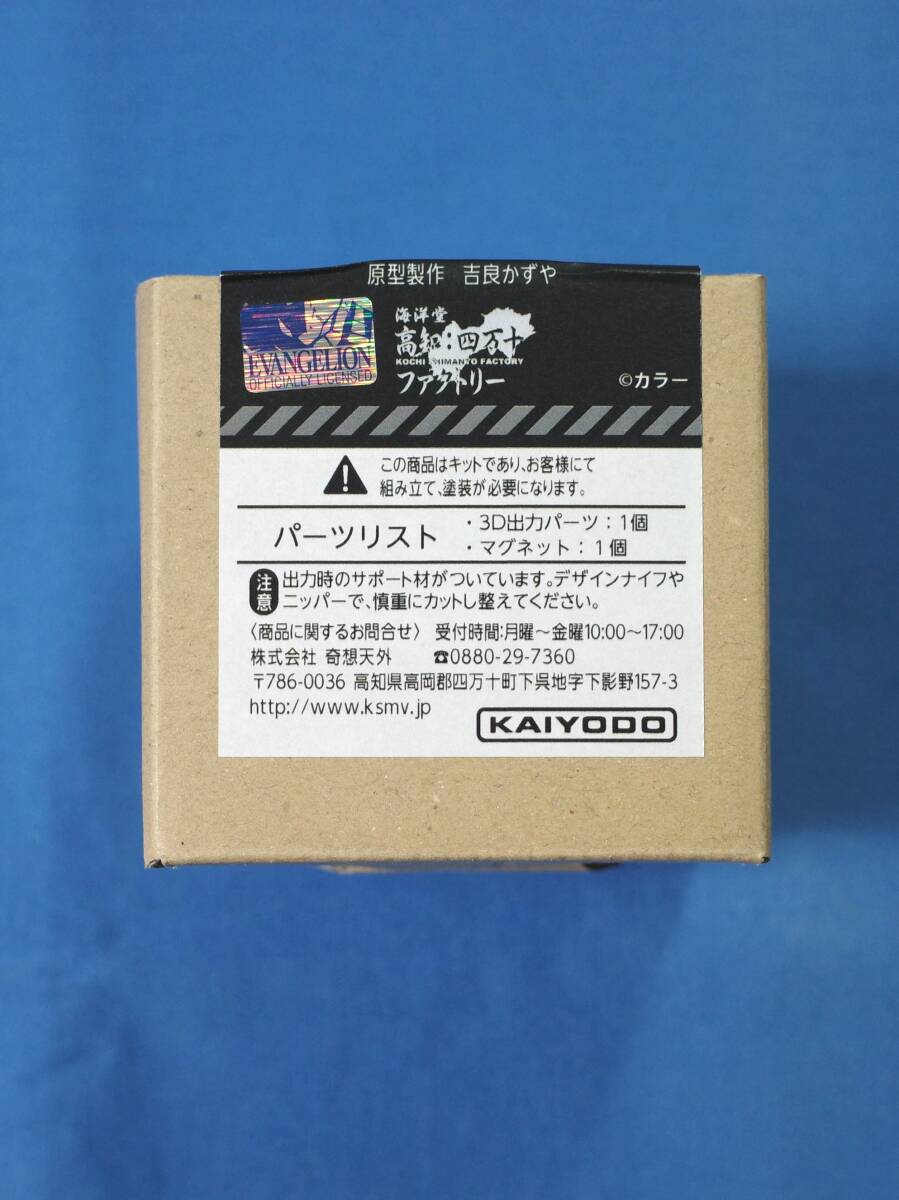 原型製作 吉良かずや
EVANGELION
OFFICIALLY LICENSED
海洋堂
高知:四万十
KOCHI SHIMANTO FACTORY
ファクトリー
©カラー
この商品はキットであり、お客様にて
組み立て、塗装が必要になります。
パーツリスト
・3D出力パーツ：1個
・マグネット：1個
注意
出力時のサポート材がついています。デザインナイフや
ニッパーで、慎重にカットし整えてください。
〈商品に関するお問合せ〉 受付時間:月曜～金曜10:00～17:00
株式会社 奇想天外 ☎0880-29-7360
〒786-0036 高知県高岡郡四万十町下呉地字下影野157-3
http://www.ksmv.jp
KAIYODO